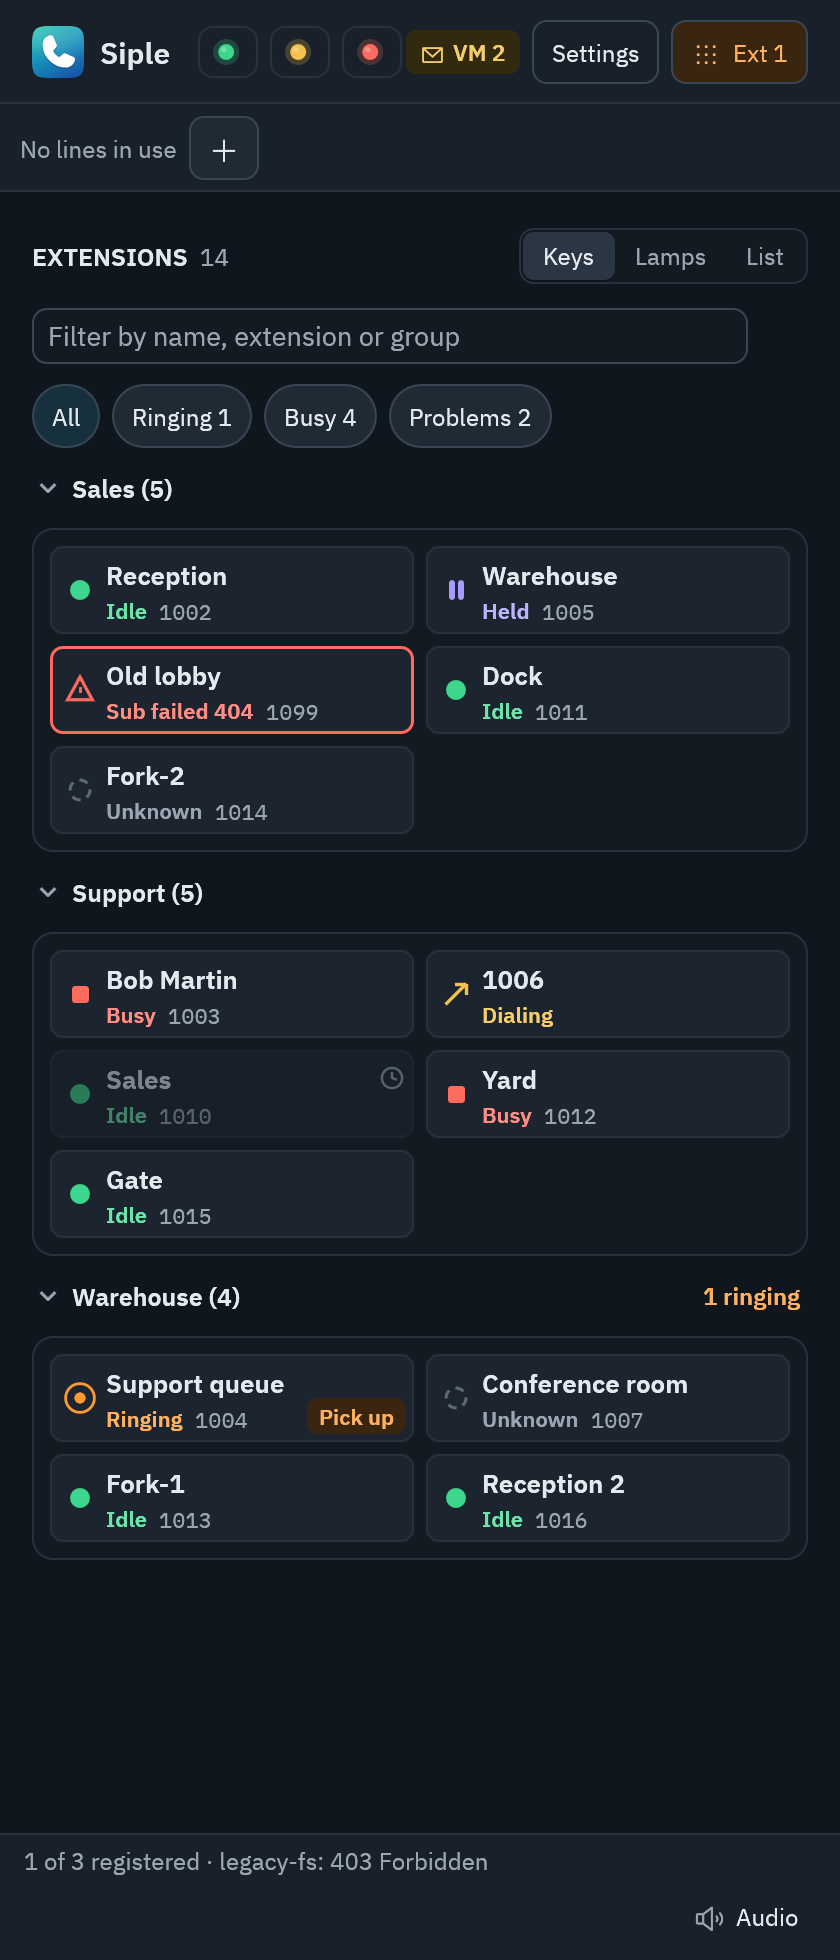 Siple
VM 2
Settings
Ext 1
No lines in use
EXTENSIONS 14
Keys
Lamps
List
Filter by name, extension or group
All
Ringing 1
Busy 4
Problems 2
Sales (5)
Reception
Idle 1002
Warehouse
Held 1005
Old lobby
Sub failed 404 1099
Dock
Idle 1011
Fork-2
Unknown 1014
Support (5)
Bob Martin
Busy 1003
1006
Dialing
Sales
Idle 1010
Yard
Busy 1012
Gate
Idle 1015
Warehouse (4)
1 ringing
Support queue
Ringing 1004
Pick up
Conference room
Unknown 1007
Fork-1
Idle 1013
Reception 2
Idle 1016
1 of 3 registered · legacy-fs: 403 Forbidden
Audio